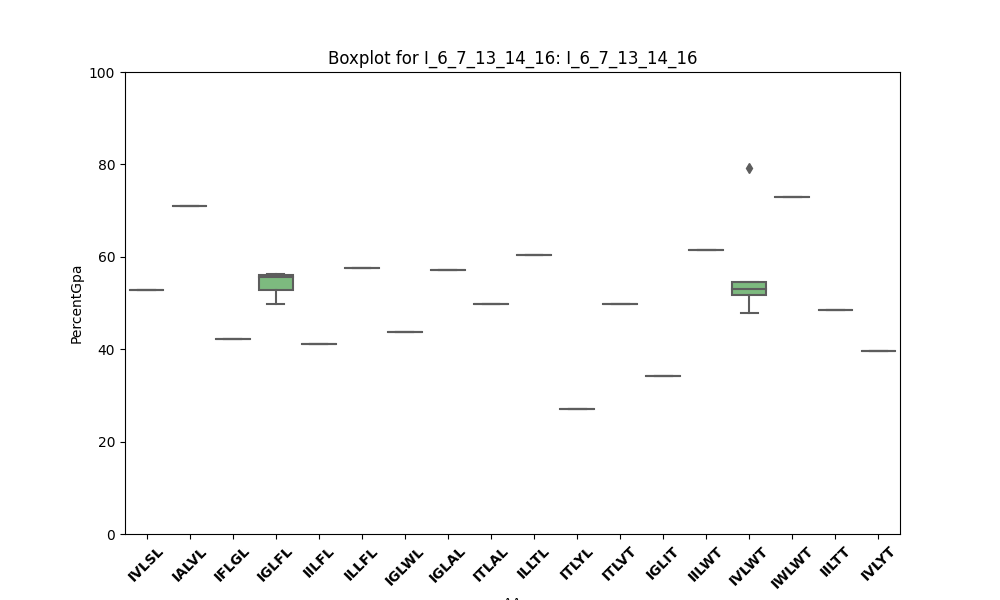 Boxplot for I_6_7_13_14_16: I_6_7_13_14_16
100
80
60
40
20
0
PercentGpa
IVLSL IALVL IFLGL IGLFL IILFL ILLFL IGLWL IGLAL ITLAL ILLTL ITLYL ITLVT IGLIT IILWT IVLWT IWLWT IILTT IVLYT